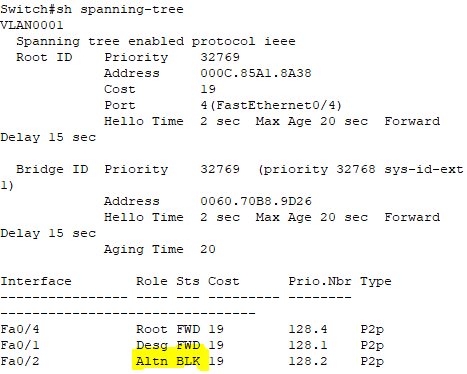 Switch#sh spanning-tree
VLAN0001
  Spanning tree enabled protocol ieee
  Root ID    Priority    32769
             Address     000C.85A1.8A38
             Cost        19
             Port        4(FastEthernet0/4)
             Hello Time  2 sec  Max Age 20 sec  Forward
Delay 15 sec

  Bridge ID  Priority    32769  (priority 32768 sys-id-ext
1)
             Address     0060.70B8.9D26
             Hello Time  2 sec  Max Age 20 sec  Forward
Delay 15 sec
             Aging Time  20

Interface        Role Sts Cost      Prio.Nbr Type
---------------- ---- --- --------- --------
--------------------------------
Fa0/4            Root FWD 19        128.4    P2p
Fa0/1            Desg FWD 19        128.1    P2p
Fa0/2            Altn BLK 19        128.2    P2p